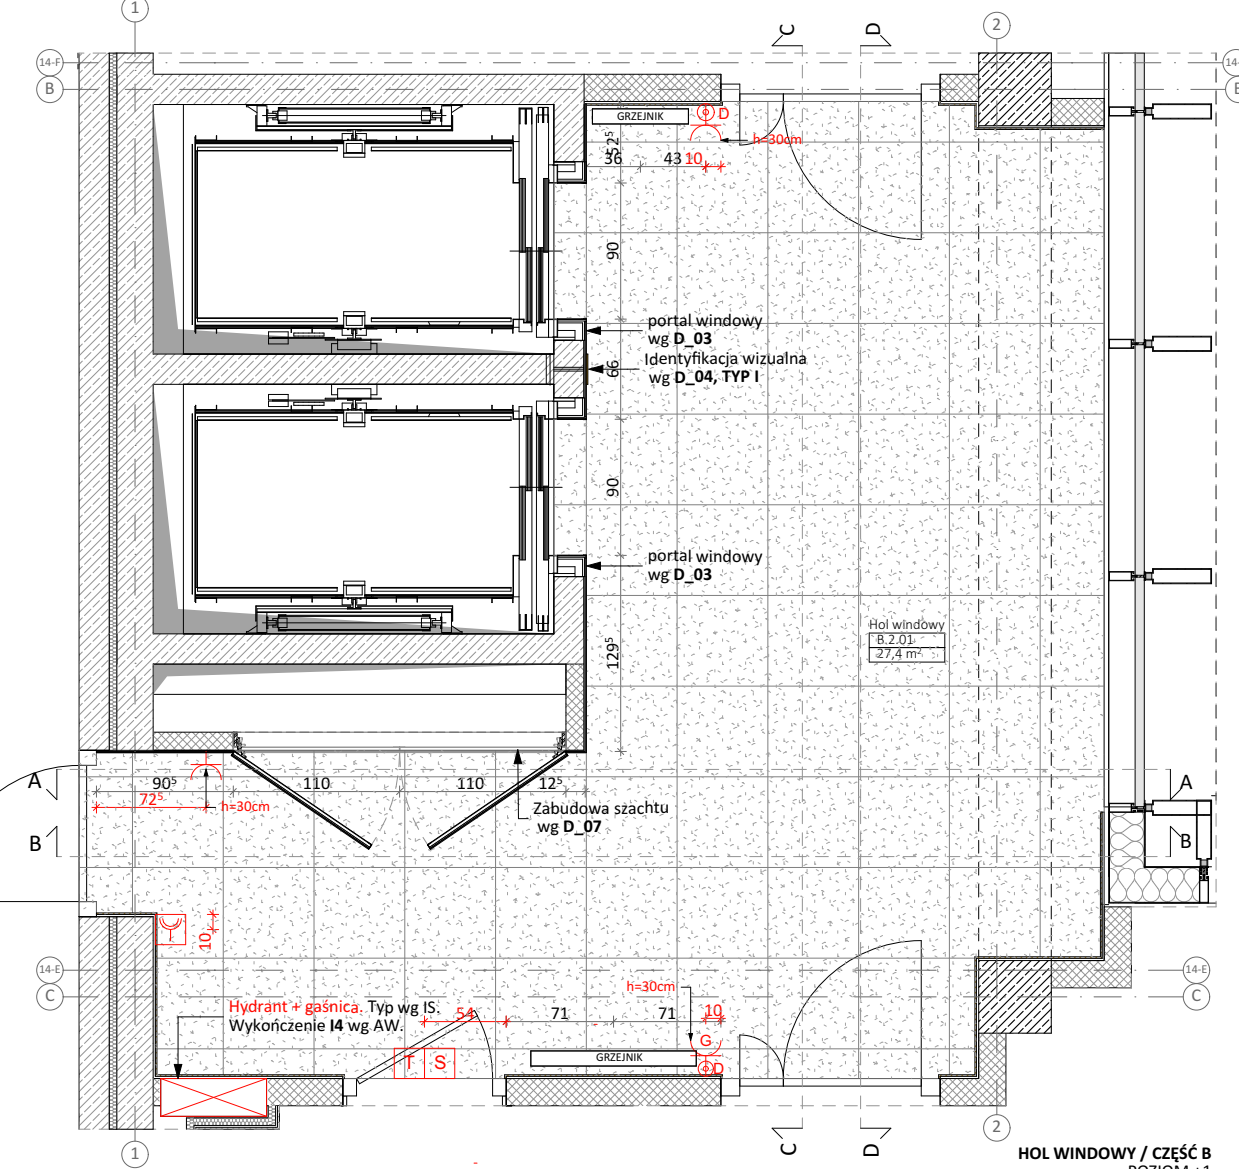 1
C
D
2
14-F
14-
B
GRZEJNIK
D
h=30cm
52⁵
36
43
10
90
portal windowy
wg D_03
Identyfikacja wizualna
wg D_04, TYP I
66
90
portal windowy
wg D_03
Hol windowy
B.2.01
27,4 m²
129⁵
A
90⁵
110
110
12⁵
A
72⁵
h=30cm
Zabudowa szachtu
wg D_07
B
B
10
14-E
14-E
C
C
h=30cm
Hydrant + gaśnica. Typ wg IS.
Wykończenie I4 wg AW.
54
71
71
10
G
T
S
GRZEJNIK
D
1
C
D
2
HOL WINDOWY / CZĘŚĆ B
POZIOM +1